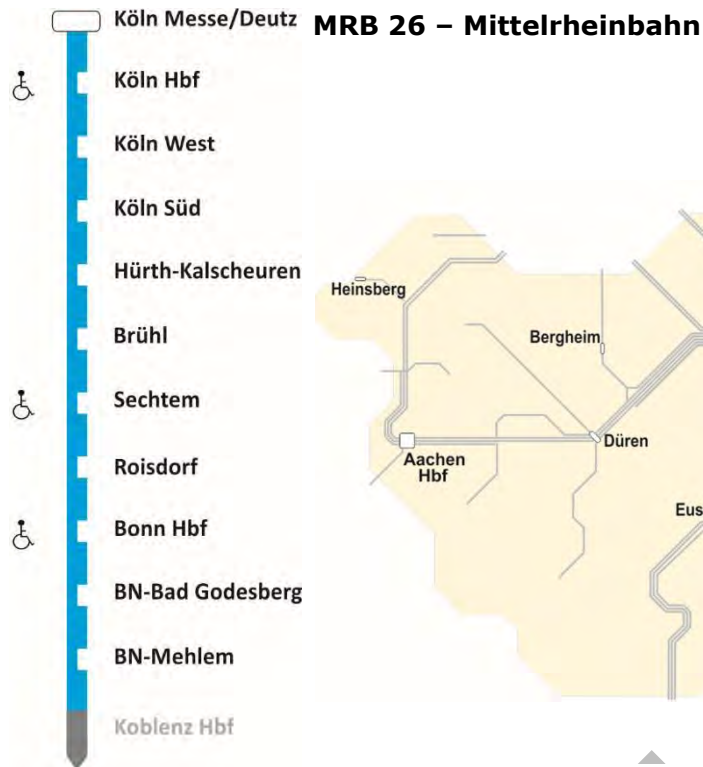 MRB 26 – Mittelrheinbahn
Köln Messe/Deutz
Köln Hbf
Köln West
Köln Süd
Hürth-Kalscheuren
Brühl
Sechtem
Roisdorf
Bonn Hbf
BN-Bad Godesberg
BN-Mehlem
Koblenz Hbf
Heinsberg
Bergheim
Düren
Aachen
Hbf
Eus